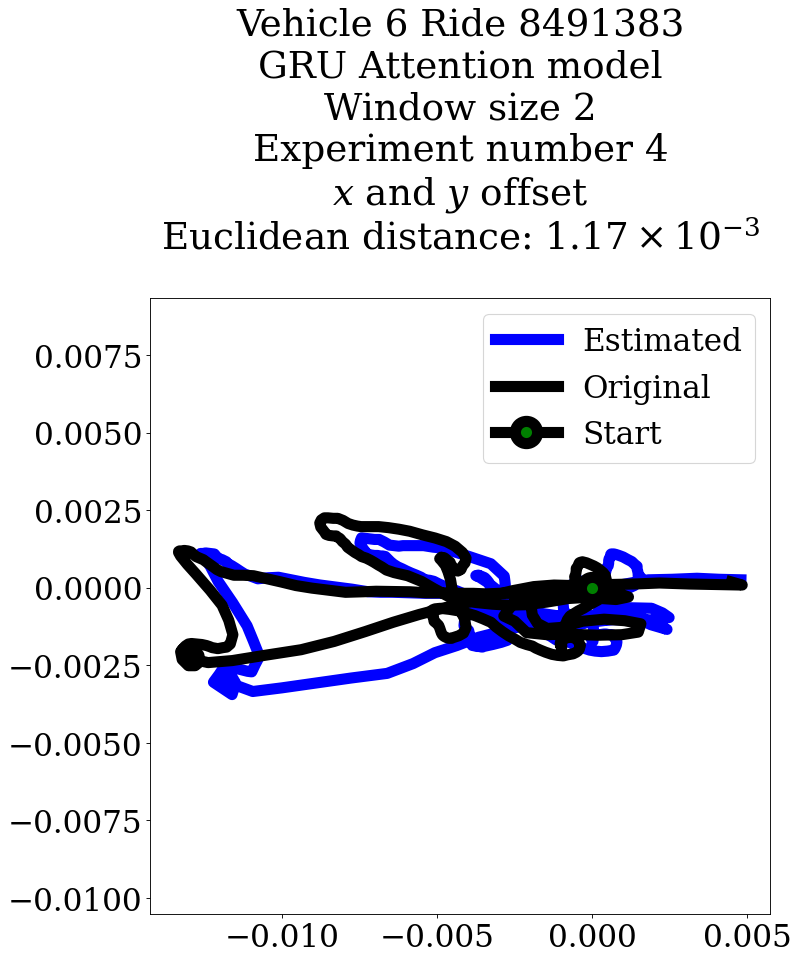 Vehicle 6 Ride 8491383
GRU Attention model
Window size 2
Experiment number 4
x and y offset
Euclidean distance: 1.17 × 10⁻³
Estimated
Original
Start
0.0075
0.0050
0.0025
0.0000
−0.0025
−0.0050
−0.0075
−0.0100
−0.010 −0.005 0.000 0.005